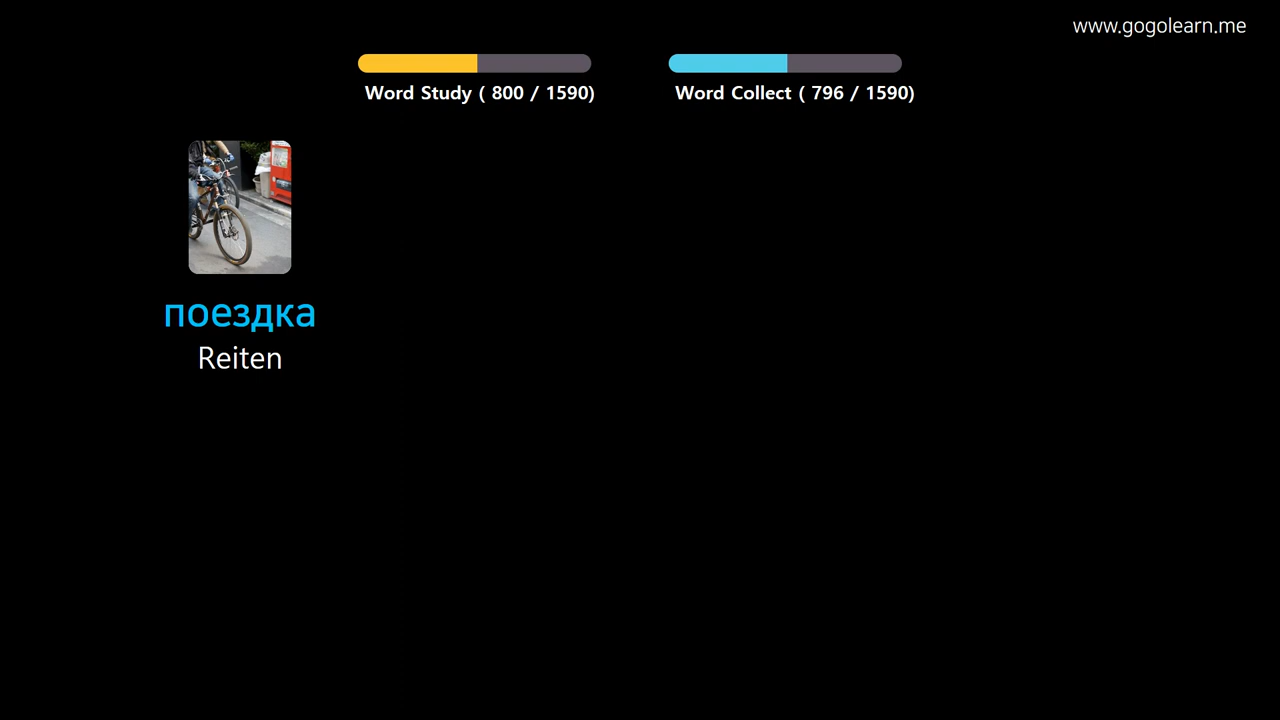 www.gogolearn.me
Word Study ( 800 / 1590)
Word Collect ( 796 / 1590)
поездка
Reiten